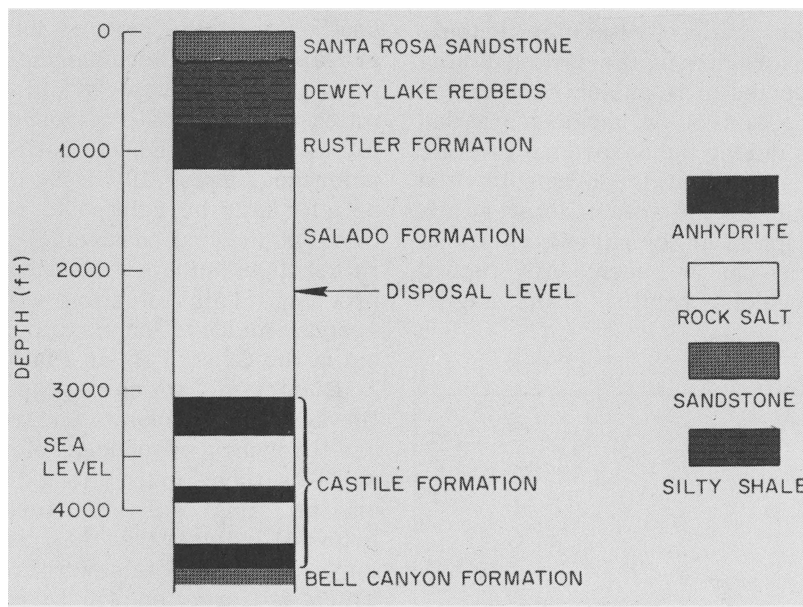 0
SANTA ROSA SANDSTONE
DEWEY LAKE REDBEDS
RUSTLER FORMATION
1000
ANHYDRITE
SALADO FORMATION
2000
DISPOSAL LEVEL
ROCK SALT
DEPTH (ft)
3000
SANDSTONE
SEA
LEVEL
CASTILE FORMATION
SILTY SHALE
4000
BELL CANYON FORMATION